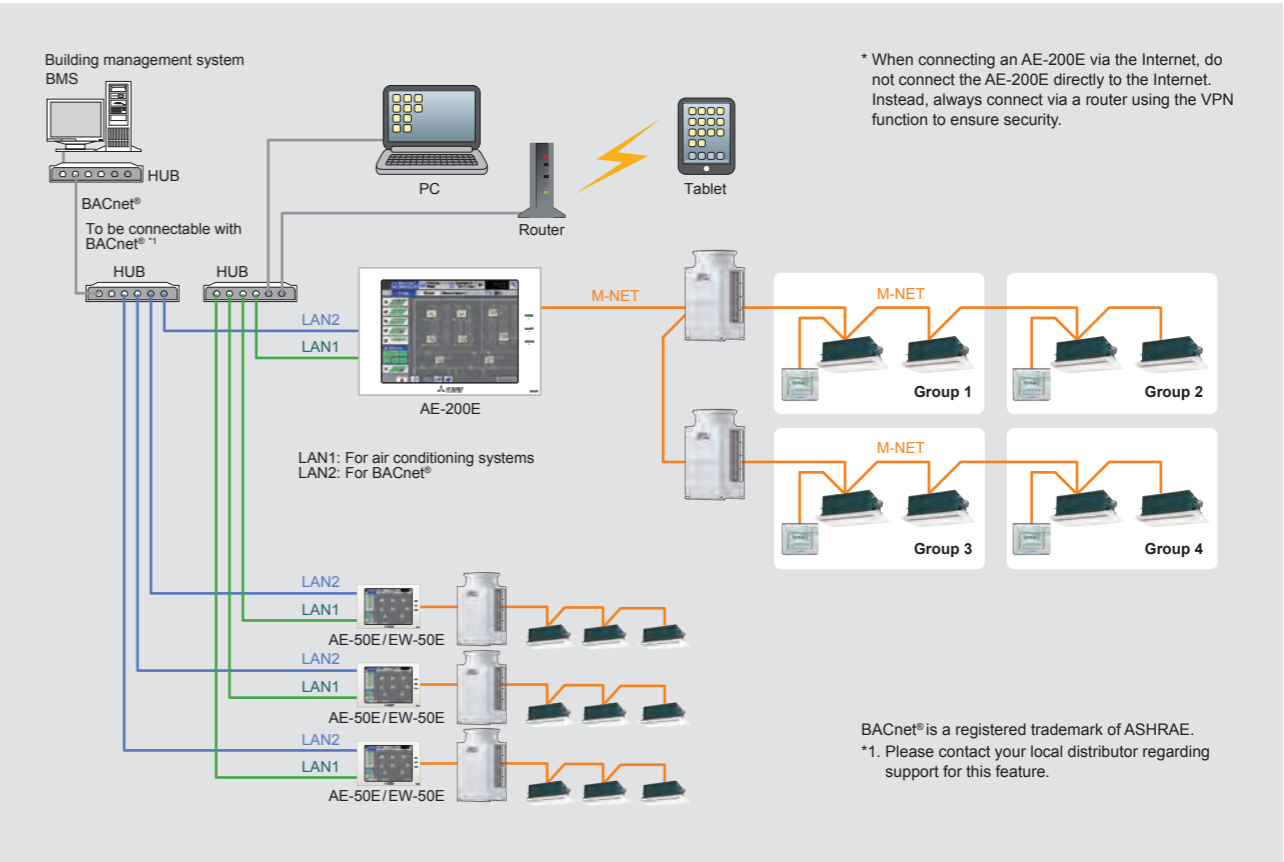 Building management system
BMS
* When connecting an AE-200E via the Internet, do
not connect the AE-200E directly to the Internet.
Instead, always connect via a router using the VPN
function to ensure security.
HUB
PC
Tablet
BACnet®
To be connectable with
BACnet® *1
Router
HUB
HUB
M-NET
M-NET
LAN2
LAN1
Group 1
Group 2
AE-200E
M-NET
LAN1: For air conditioning systems
LAN2: For BACnet®
Group 3
Group 4
LAN2
LAN1
AE-50E/EW-50E
LAN2
LAN1
AE-50E/EW-50E
LAN2
LAN1
AE-50E/EW-50E
BACnet® is a registered trademark of ASHRAE.
*1. Please contact your local distributor regarding
support for this feature.